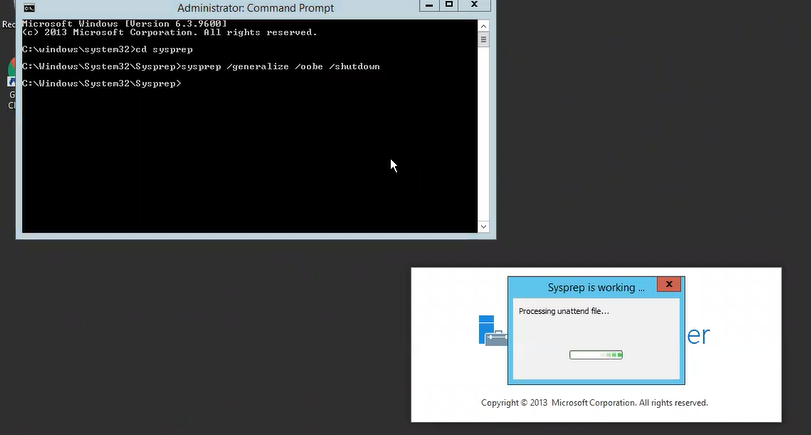 Administrator: Command Prompt
Rec
Microsoft Windows [Version 6.3.9600]
(c) 2013 Microsoft Corporation. All rights reserved.
C:\windows\system32>cd sysprep
C:\Windows\System32\Sysprep>sysprep /generalize /oobe /shutdown
C:\Windows\System32\Sysprep>
G
Cl
Sysprep is working ...
Processing unattend file...
er
Copyright © 2013 Microsoft Corporation. All rights reserved.